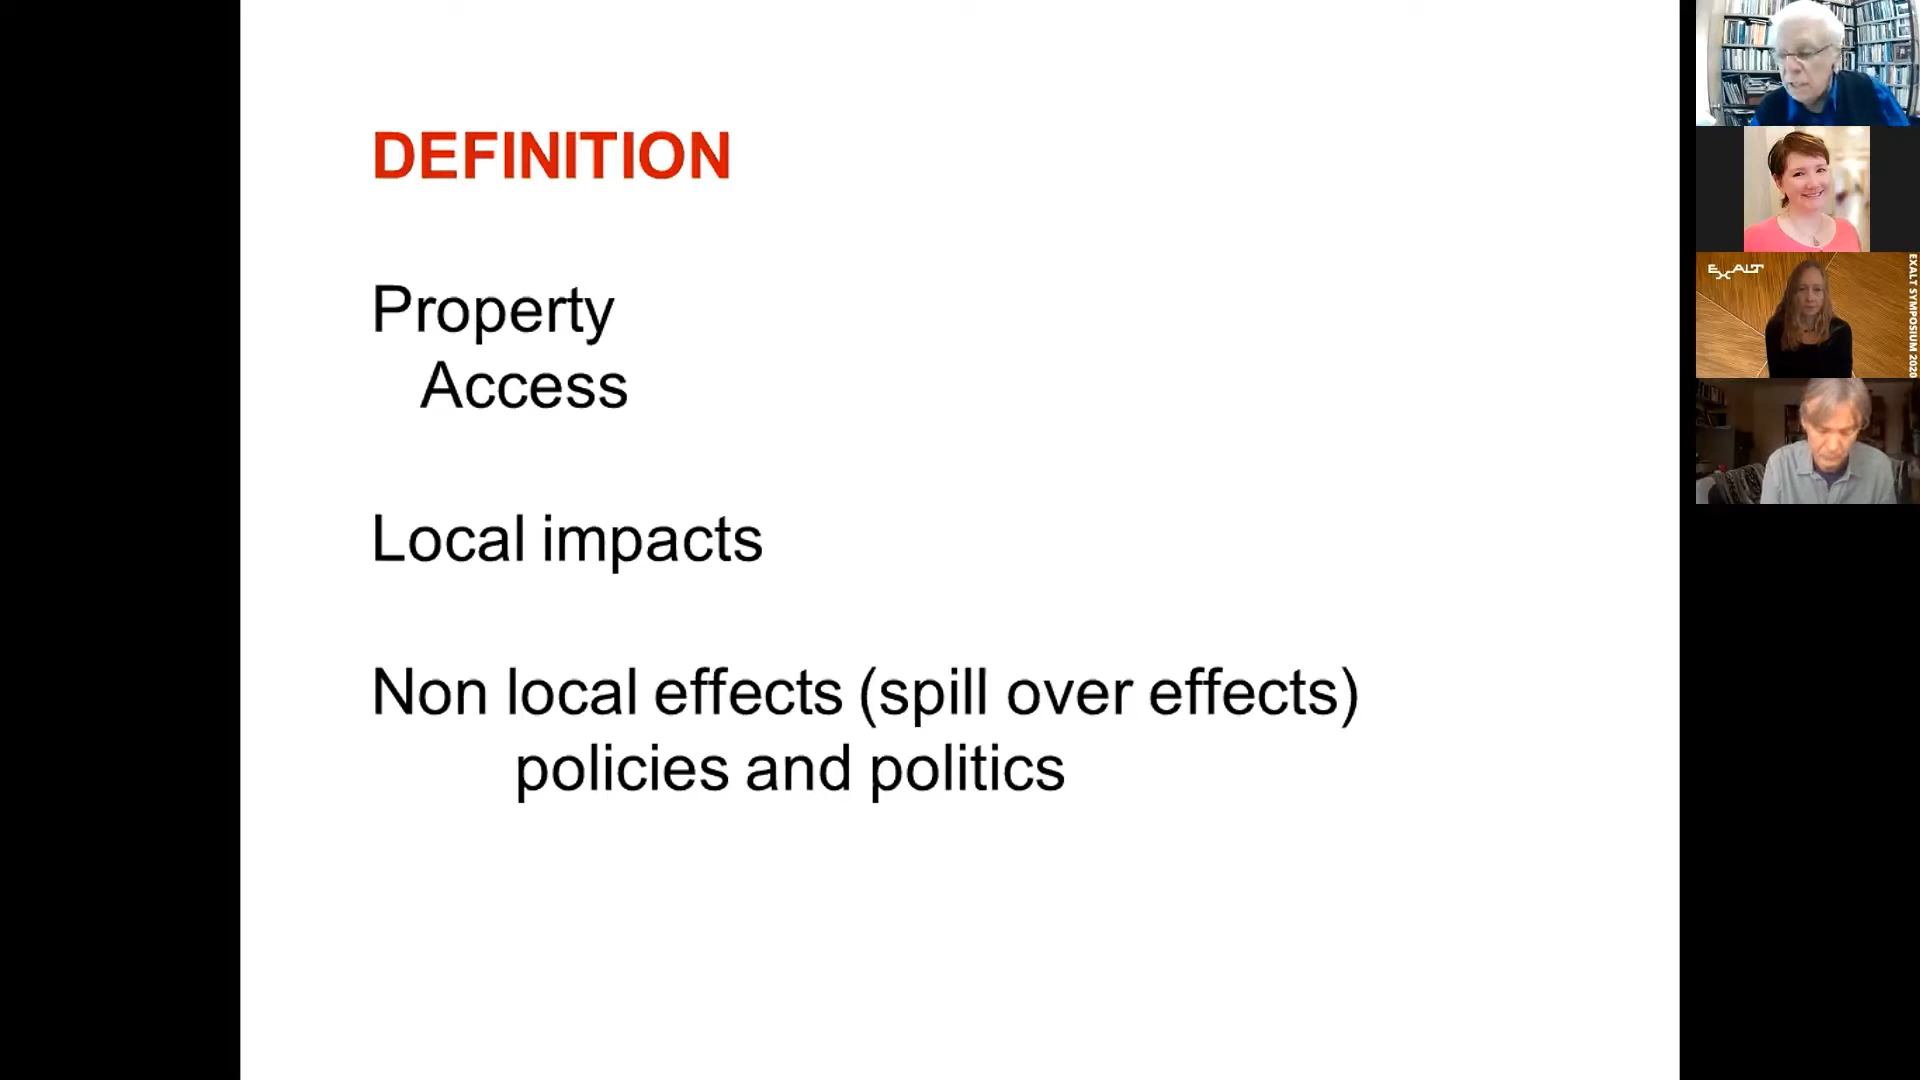 DEFINITION
Property
Access
Local impacts
Non local effects (spill over effects)
policies and politics
EXALT
EXALT SYMPOSIUM 2020